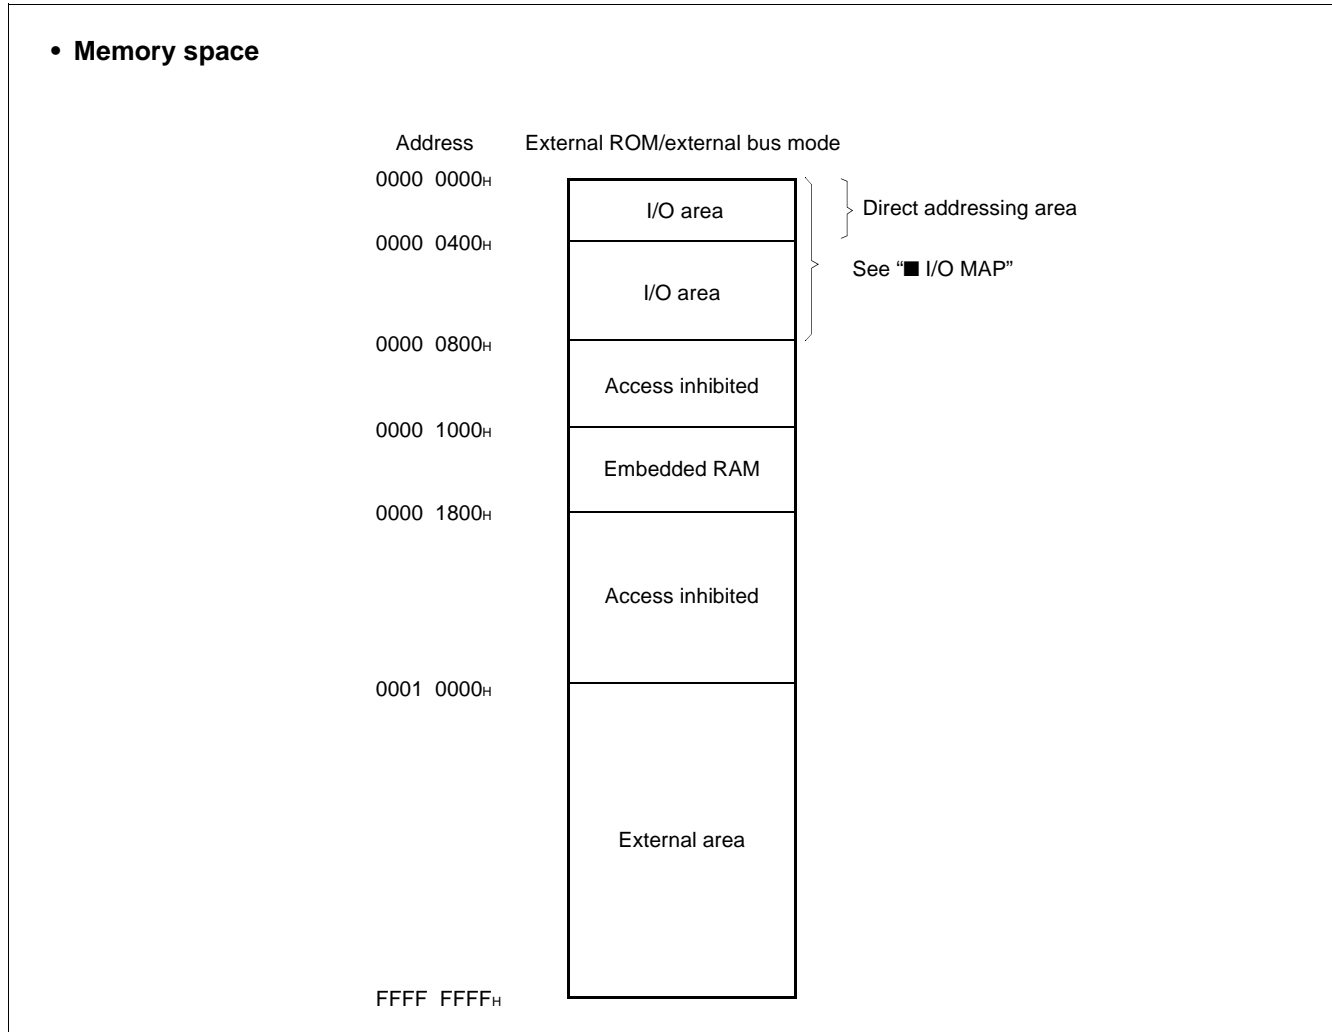 • Memory space
Address External ROM/external bus mode
0000 0000H
I/O area
Direct addressing area
0000 0400H
See “■ I/O MAP”
I/O area
0000 0800H
Access inhibited
0000 1000H
Embedded RAM
0000 1800H
Access inhibited
0001 0000H
External area
FFFF FFFFH